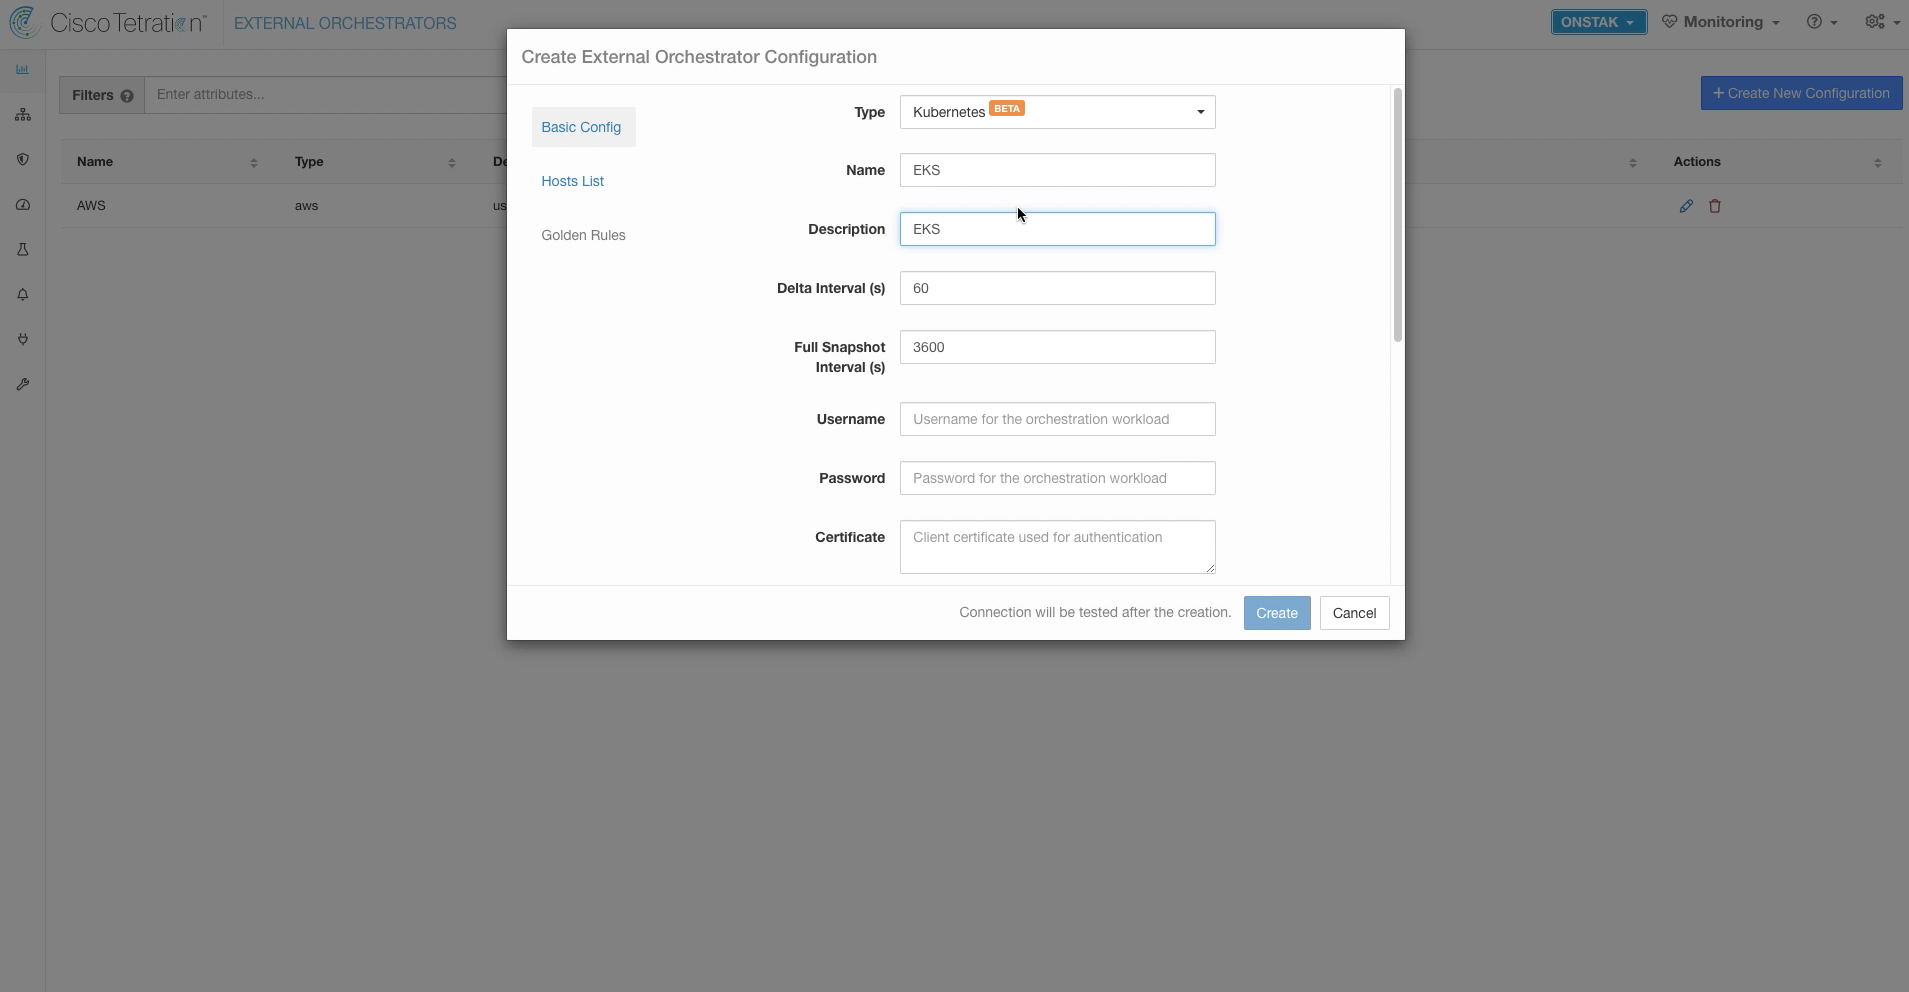 Cisco Tetration™
EXTERNAL ORCHESTRATORS
ONSTAK
Monitoring
Filters ?
Enter attributes...
+ Create New Configuration
Name
Type
De
Actions
AWS
aws
us
Create External Orchestrator Configuration
Basic Config
Hosts List
Golden Rules
Type
Kubernetes BETA
Name
EKS
Description
EKS
Delta Interval (s)
60
Full Snapshot
Interval (s)
3600
Username
Username for the orchestration workload
Password
Password for the orchestration workload
Certificate
Client certificate used for authentication
Connection will be tested after the creation.
Create
Cancel